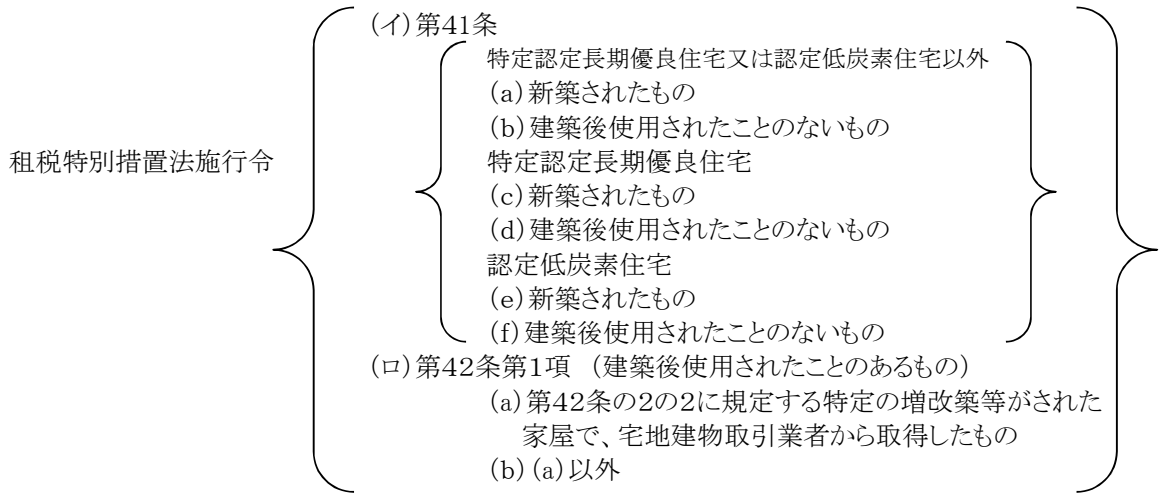 (イ)第41条
特定認定長期優良住宅又は認定低炭素住宅以外
(a)新築されたもの
(b)建築後使用されたことのないもの
租税特別措置法施行令
特定認定長期優良住宅
(c)新築されたもの
(d)建築後使用されたことのないもの
認定低炭素住宅
(e)新築されたもの
(f)建築後使用されたことのないもの
(ロ)第42条第1項 (建築後使用されたことのあるもの)
(a)第42条の2の2に規定する特定の増改築等がされた
家屋で、宅地建物取引業者から取得したもの
(b)(a)以外